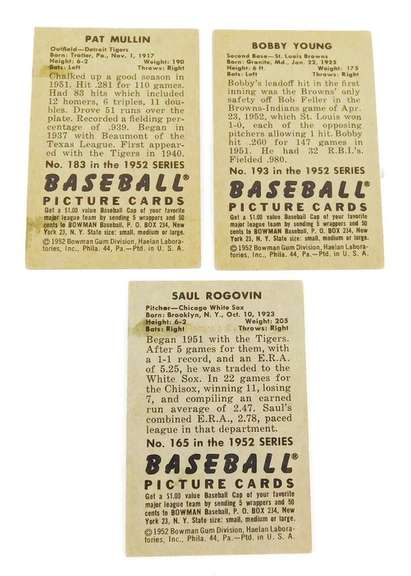 PAT MULLIN
Outfield—Detroit Tigers
Born: Trotter, Pa., Nov. 1, 1917
Height: 6-2 Weight: 190
Bats: Left Throws: Right
Chalked up a good season in
1951. Hit .281 for 110 games.
Had 83 hits which included
12 homers, 6 triples, 11 dou-
bles. Drove 51 runs over the
plate. Recorded a fielding per-
centage of .939. Began in
1937 with Beaumont of the
Texas League. First appear-
ed with the Tigers in 1940.
No. 183 in the 1952 SERIES
BASEBALL®
PICTURE CARDS
Get a $1.00 value Baseball Cap of your favorite
major league team by sending 5 wrappers and 50
cents to BOWMAN Baseball, P. O. BOX 234, New
York 23, N. Y. State size: small, medium or large.
©1952 Bowman Gum Division, Haelan Labora-
tories, Inc., Phila. 44, Pa.—Ptd. in U. S. A.
BOBBY YOUNG
Second Base—St. Louis Browns
Born: Granite, Md., Jan. 22, 1925
Height: 6 ft. Weight: 175
Bats: Left Throws: Right
Bobby's leadoff hit in the first
inning was the Browns' only
safety off Bob Feller in the
Browns-Indians game of Apr.
23, 1952, which St. Louis won
1-0, each of the opposing
pitchers allowing 1 hit. Bobby
hit .260 for 147 games in
1951. He had 32 R.B.I.'s.
Fielded .980.
No. 193 in the 1952 SERIES
BASEBALL®
PICTURE CARDS
Get a $1.00 value Baseball Cap of your favorite
major league team by sending 5 wrappers and 50
cents to BOWMAN Baseball, P. O. BOX 234, New
York 23, N. Y. State size: small, medium or large.
©1952 Bowman Gum Division, Haelan Labora-
tories, Inc., Phila. 44, Pa.—Ptd. in U. S. A.
SAUL ROGOVIN
Pitcher—Chicago White Sox
Born: Brooklyn, N. Y., Oct. 10, 1923
Height: 6-2 Weight: 205
Bats: Right Throws: Right
Began 1951 with the Tigers.
After 5 games for them, with
a 1-1 record, and an E.R.A.
of 5.25, he was traded to the
White Sox. In 22 games for
the Chisox, winning 11, losing
7, and compiling an earned
run average of 2.47. Saul's
combined E.R.A., 2.78, paced
league in that department.
No. 165 in the 1952 SERIES
BASEBALL®
PICTURE CARDS
Get a $1.00 value Baseball Cap of your favorite
major league team by sending 5 wrappers and 50
cents to BOWMAN Baseball, P. O. BOX 234, New
York 23, N. Y. State size: small, medium or large.
©1952 Bowman Gum Division, Haelan Labora-
tories, Inc., Phila. 44, Pa.—Ptd. in U. S. A.